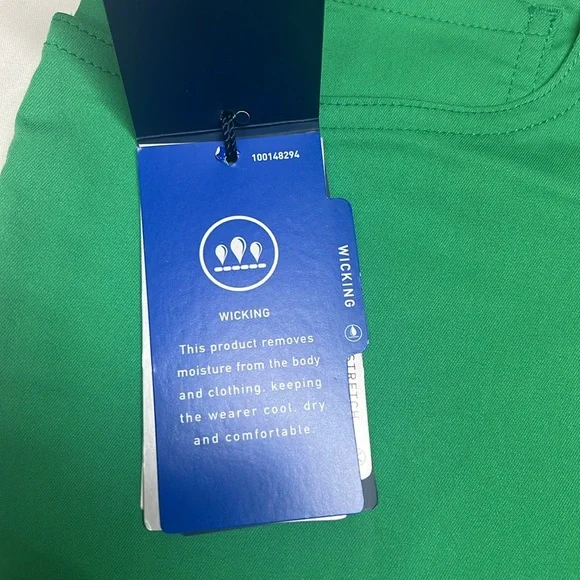 100148294
WICKING
This product removes
moisture from the body
and clothing, keeping
the wearer cool, dry
and comfortable.
WICKING
STRETCH